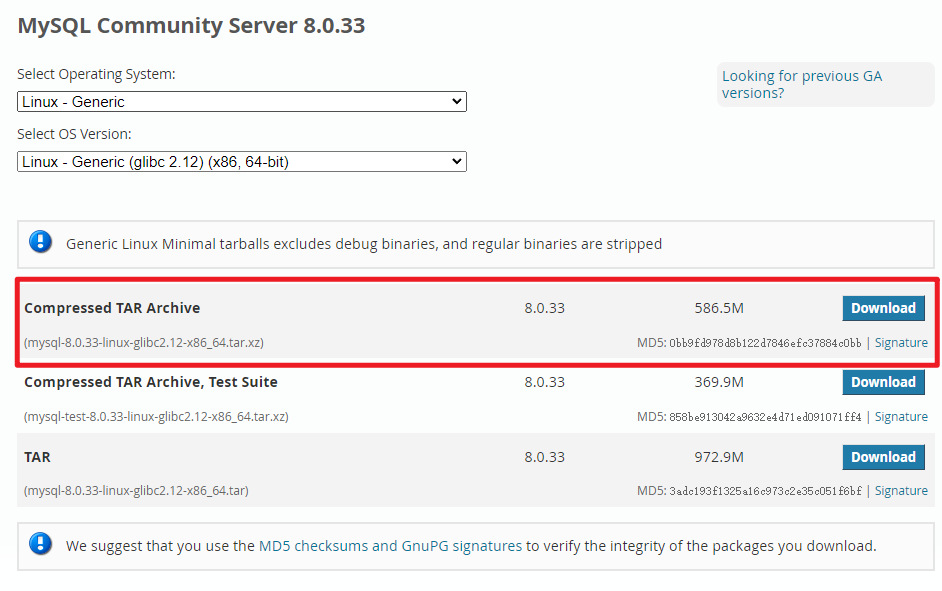 MySQL Community Server 8.0.33
Select Operating System:
Linux - Generic
Looking for previous GA
versions?
Select OS Version:
Linux - Generic (glibc 2.12) (x86, 64-bit)
Generic Linux Minimal tarballs excludes debug binaries, and regular binaries are stripped
Compressed TAR Archive 8.0.33 586.5M Download
(mysql-8.0.33-linux-glibc2.12-x86_64.tar.xz) MD5: 0bb9fd978d8b122d7846efc37884c0bb | Signature
Compressed TAR Archive, Test Suite 8.0.33 369.9M Download
(mysql-test-8.0.33-linux-glibc2.12-x86_64.tar.xz) MD5: 858be913042a9632e4d71ed091071ff4 | Signature
TAR 8.0.33 972.9M Download
(mysql-8.0.33-linux-glibc2.12-x86_64.tar) MD5: 3adc193f1325a16c973c2e35c051f6bf | Signature
We suggest that you use the MD5 checksums and GnuPG signatures to verify the integrity of the packages you download.